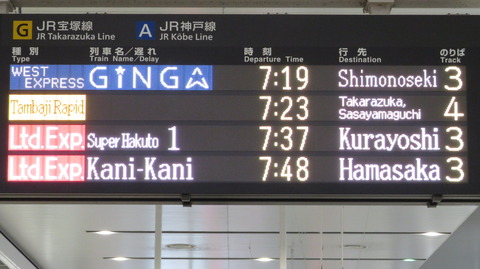 G JR宝塚線 A JR神戸線
JR Takarazuka Line JR Kōbe Line
種別 列車名/遅れ 時刻 行先 のりば
Type Train Name/Delay Departure Time Destination Track
WEST EXPRESS GiNGA 7:19 Shimonoseki 3
Tambaji Rapid 7:23 Takarazuka, Sasayamaguchi 4
Ltd.Exp. Super Hakuto 1 7:37 Kurayoshi 3
Ltd.Exp. Kani-Kani 7:48 Hamasaka 3